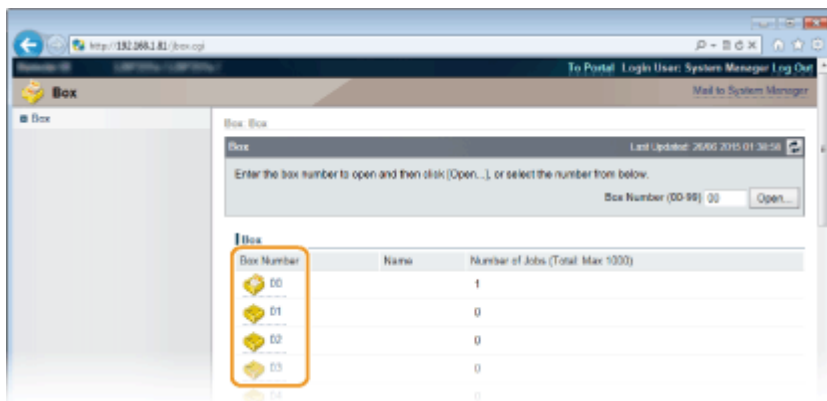 http://192.168.1.81/jbox.cgi
To Portal Login User: System Manager Log Out
Box
Mail to System Manager
Box
Box: Box
Box
Last Updated: 26/06 2015 01:38:58
Enter the box number to open and then click [Open...], or select the number from below.
Box Number (00-99) 00 Open...
Box
Box Number Name Number of Jobs (Total: Max 1000)
00 1
01 0
02 0
03 0
04 0